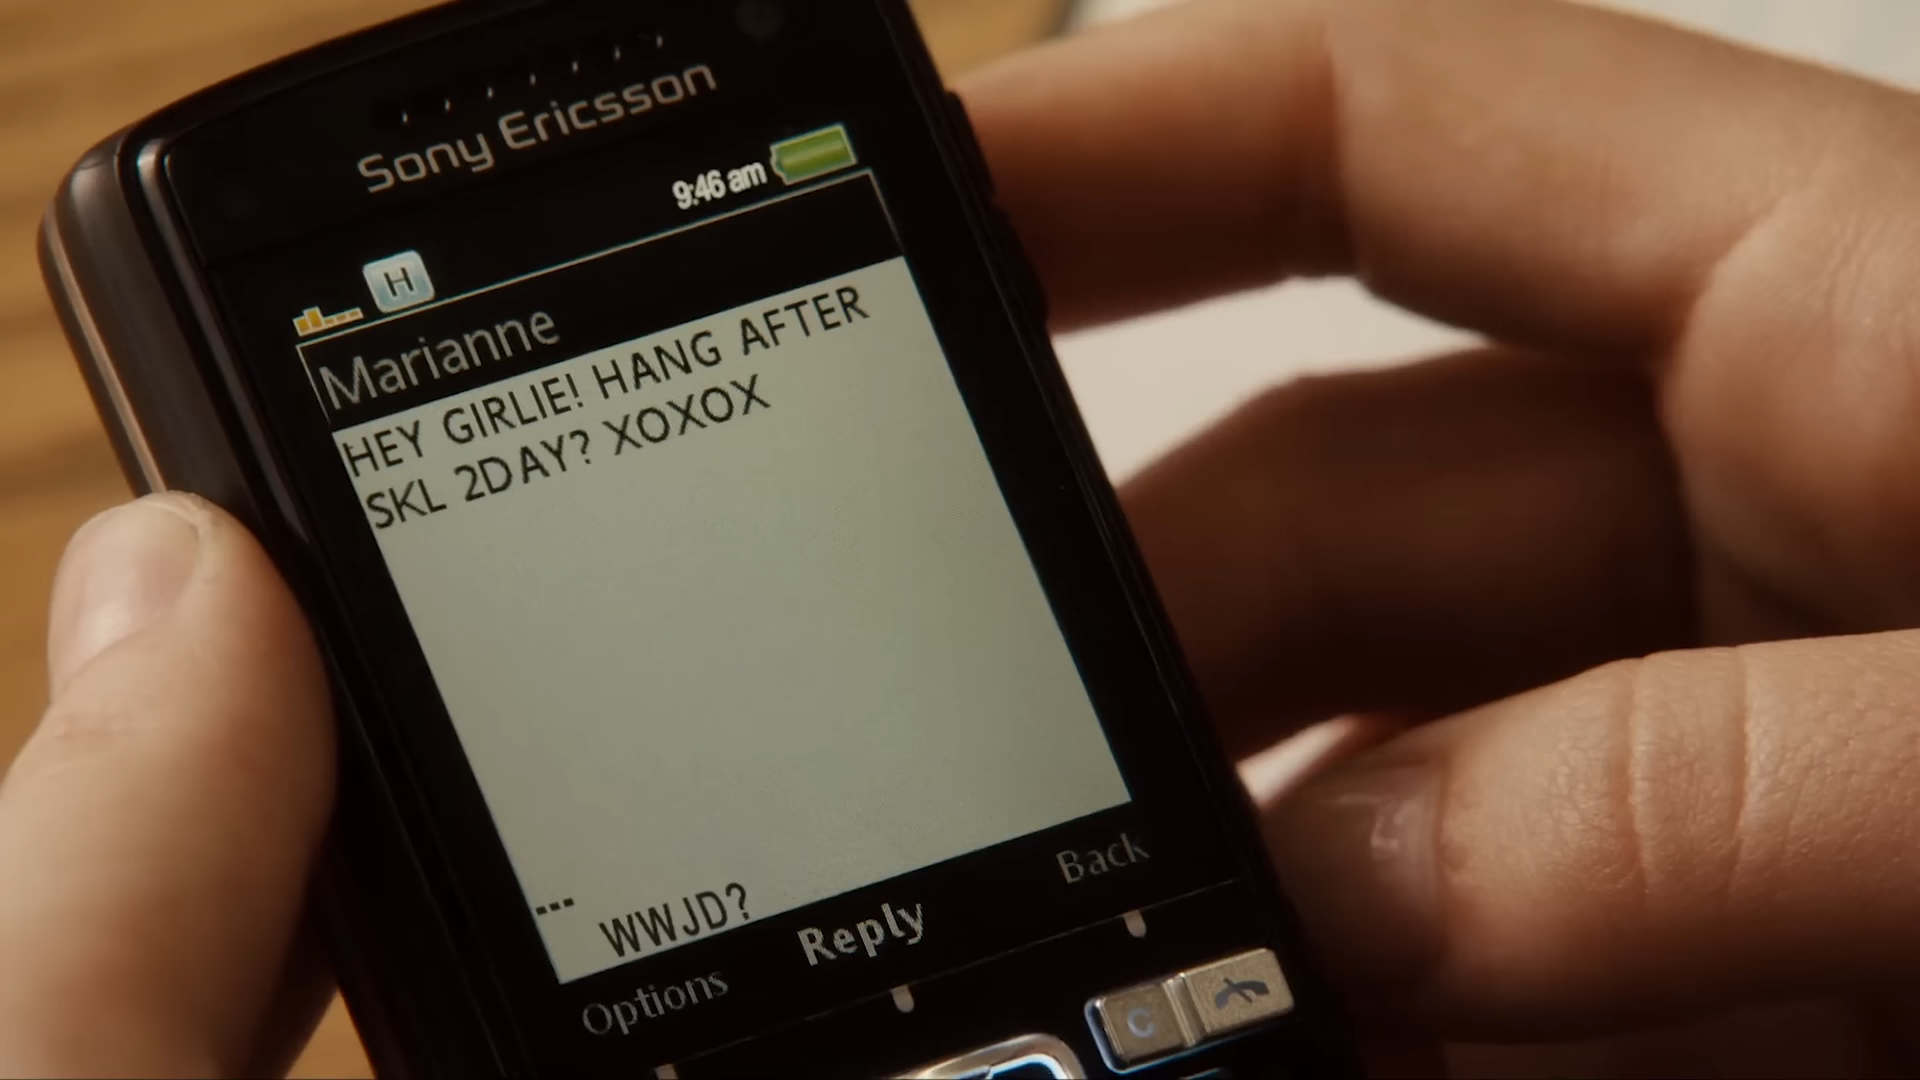 Sony Ericsson
9:46 am
H
Marianne
HEY GIRLIE! HANG AFTER
SKL 2DAY? XOXOX
... WWJD?
Options Reply Back
C